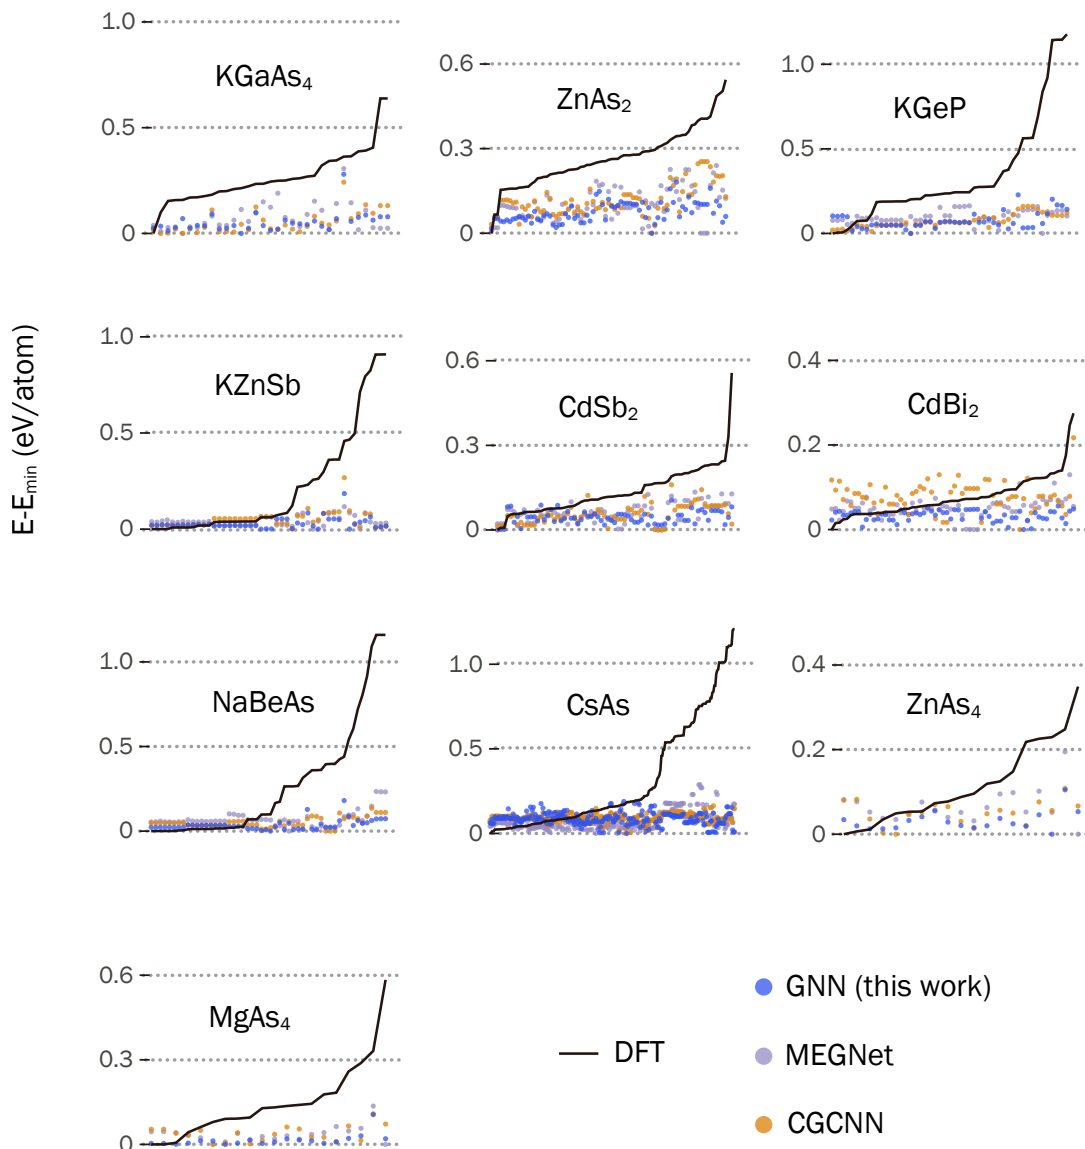 E-Eₘᵢₙ (eV/atom)
1.0
0.5
0
KGaAs₄
0.6
0.3
0
ZnAs₂
1.0
0.5
0
KGeP
1.0
0.5
0
KZnSb
0.6
0.3
0
CdSb₂
0.4
0.2
0
CdBi₂
1.0
0.5
0
NaBeAs
1.0
0.5
0
CsAs
0.4
0.2
0
ZnAs₄
0.6
0.3
0
MgAs₄
DFT
GNN (this work)
MEGNet
CGCNN